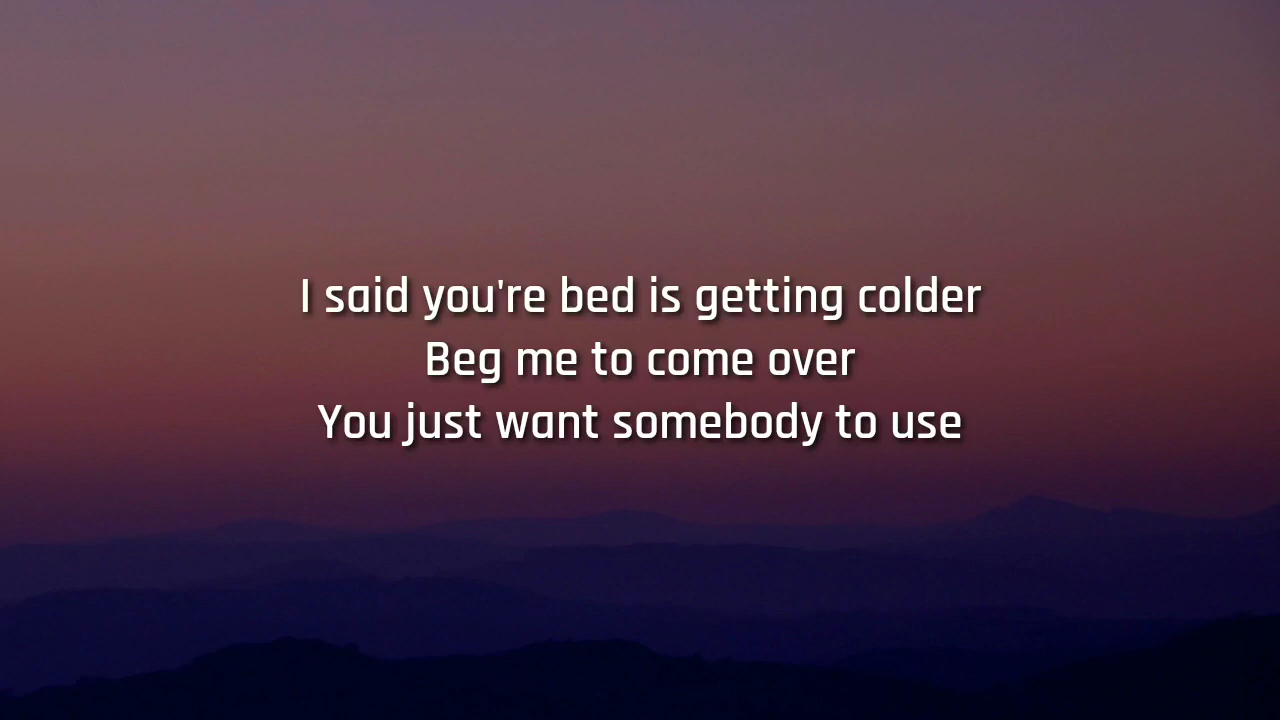 I said you're bed is getting colder
Beg me to come over
You just want somebody to use